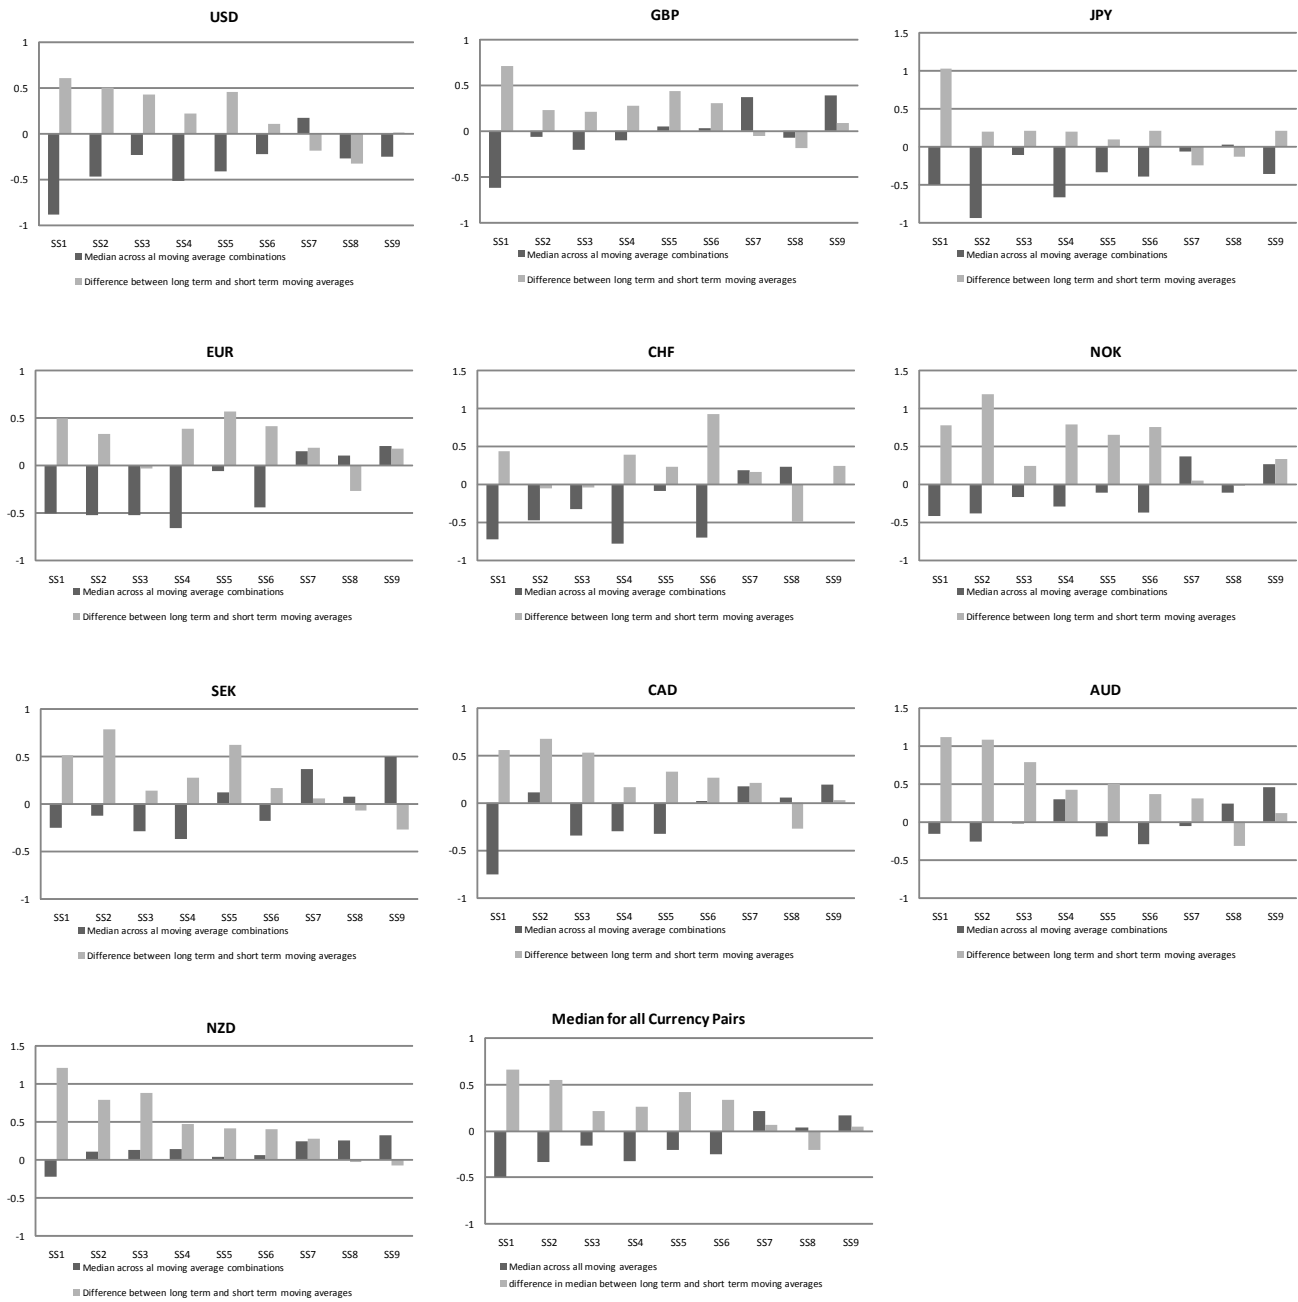 USD
1
0.5
0
-0.5
-1
SS1 SS2 SS3 SS4 SS5 SS6 SS7 SS8 SS9
Median across al moving average combinations
Difference between long term and short term moving averages
GBP
1
0.5
0
-0.5
-1
SS1 SS2 SS3 SS4 SS5 SS6 SS7 SS8 SS9
Median across al moving average combinations
Difference between long term and short term moving averages
JPY
1.5
1
0.5
0
-0.5
-1
SS1 SS2 SS3 SS4 SS5 SS6 SS7 SS8 SS9
Median across al moving average combinations
Difference between long term and short term moving averages
EUR
1
0.5
0
-0.5
-1
SS1 SS2 SS3 SS4 SS5 SS6 SS7 SS8 SS9
Median across al moving average combinations
Difference between long term and short term moving averages
CHF
1.5
1
0.5
0
-0.5
-1
SS1 SS2 SS3 SS4 SS5 SS6 SS7 SS8 SS9
Median across al moving average combinations
Difference between long term and short term moving averages
NOK
1.5
1
0.5
0
-0.5
-1
SS1 SS2 SS3 SS4 SS5 SS6 SS7 SS8 SS9
Median across al moving average combinations
Difference between long term and short term moving averages
SEK
1
0.5
0
-0.5
-1
SS1 SS2 SS3 SS4 SS5 SS6 SS7 SS8 SS9
Median across al moving average combinations
Difference between long term and short term moving averages
CAD
1
0.5
0
-0.5
-1
SS1 SS2 SS3 SS4 SS5 SS6 SS7 SS8 SS9
Median across al moving average combinations
Difference between long term and short term moving averages
AUD
1.5
1
0.5
0
-0.5
-1
SS1 SS2 SS3 SS4 SS5 SS6 SS7 SS8 SS9
Median across al moving average combinations
Difference between long term and short term moving averages
NZD
1.5
1
0.5
0
-0.5
-1
SS1 SS2 SS3 SS4 SS5 SS6 SS7 SS8 SS9
Median across al moving average combinations
Difference between long term and short term moving averages
Median for all Currency Pairs
1
0.5
0
-0.5
-1
SS1 SS2 SS3 SS4 SS5 SS6 SS7 SS8 SS9
Median across all moving averages
difference in median between long term and short term moving averages